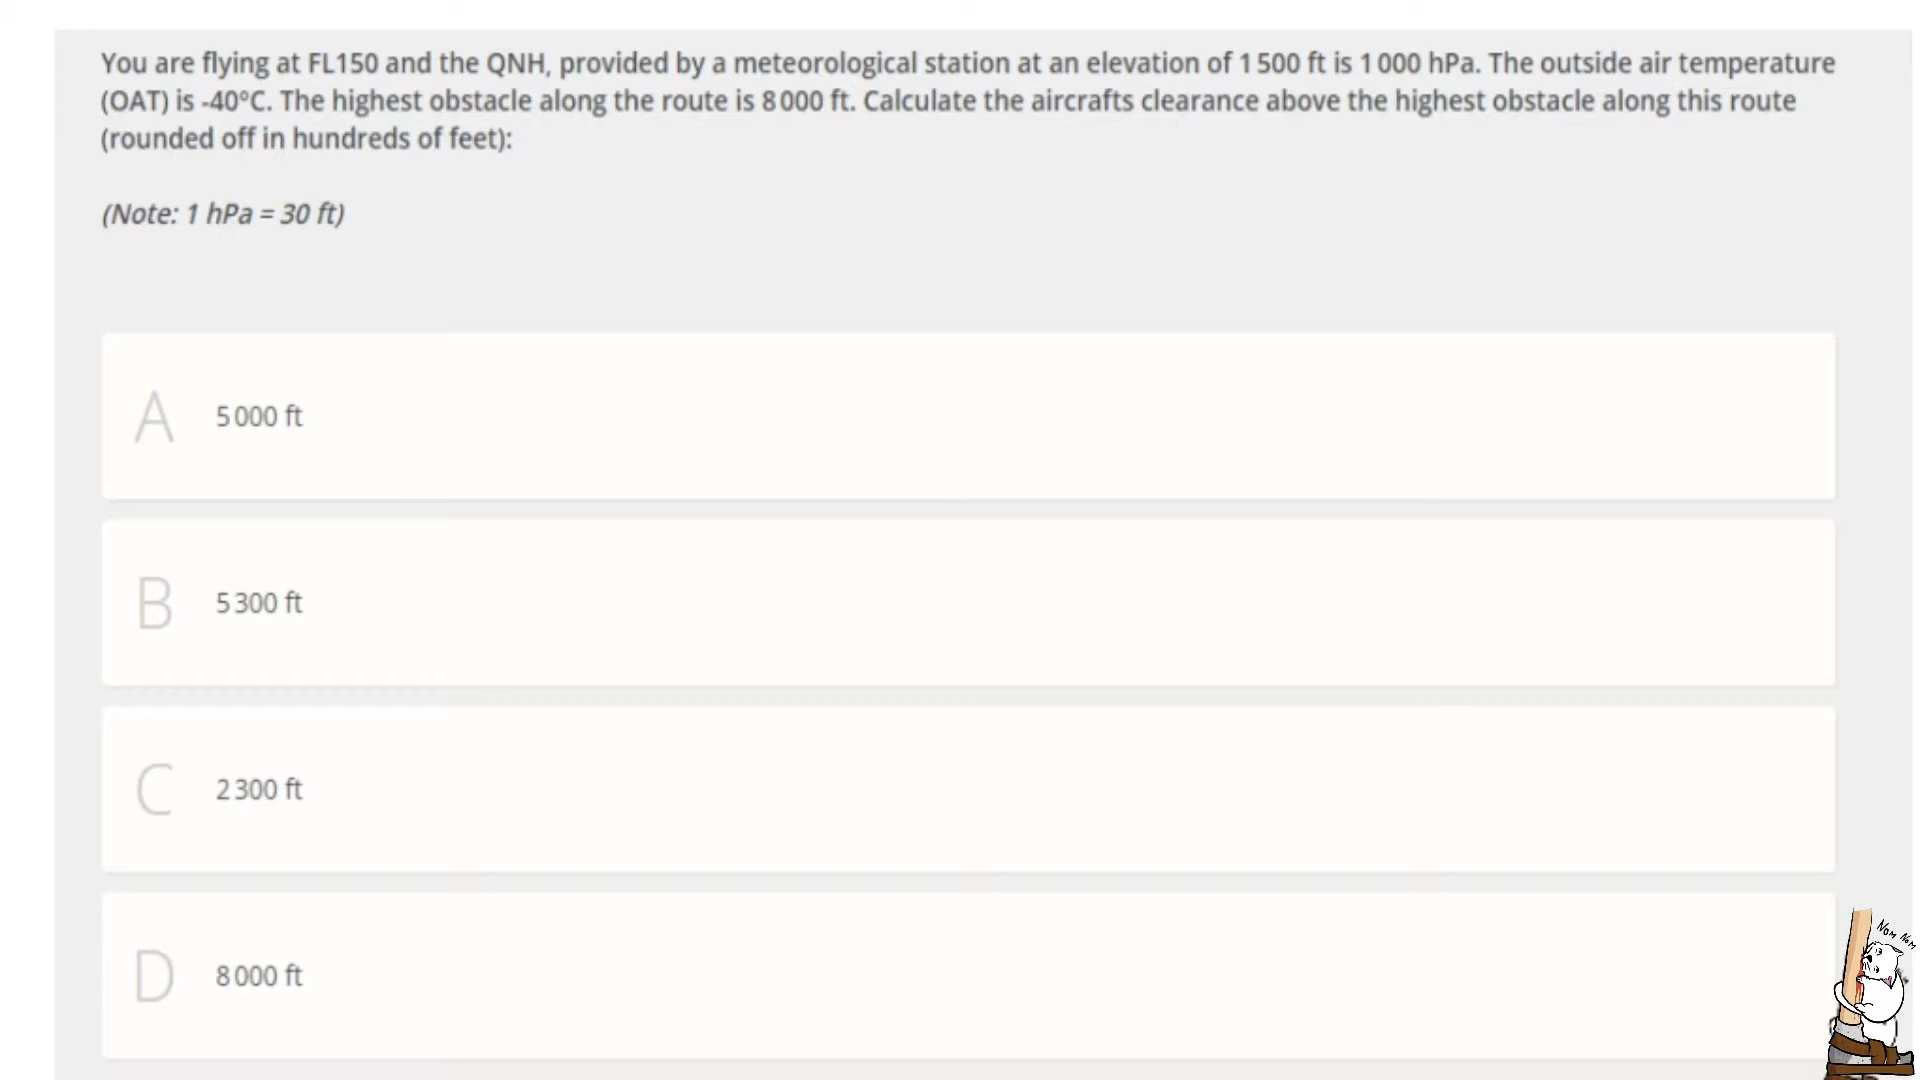 You are flying at FL150 and the QNH, provided by a meteorological station at an elevation of 1 500 ft is 1 000 hPa. The outside air temperature
(OAT) is -40ºC. The highest obstacle along the route is 8 000 ft. Calculate the aircrafts clearance above the highest obstacle along this route
(rounded off in hundreds of feet):
(Note: 1 hPa = 30 ft)
A 5 000 ft
B 5 300 ft
C 2 300 ft
D 8 000 ft
NOM NOM